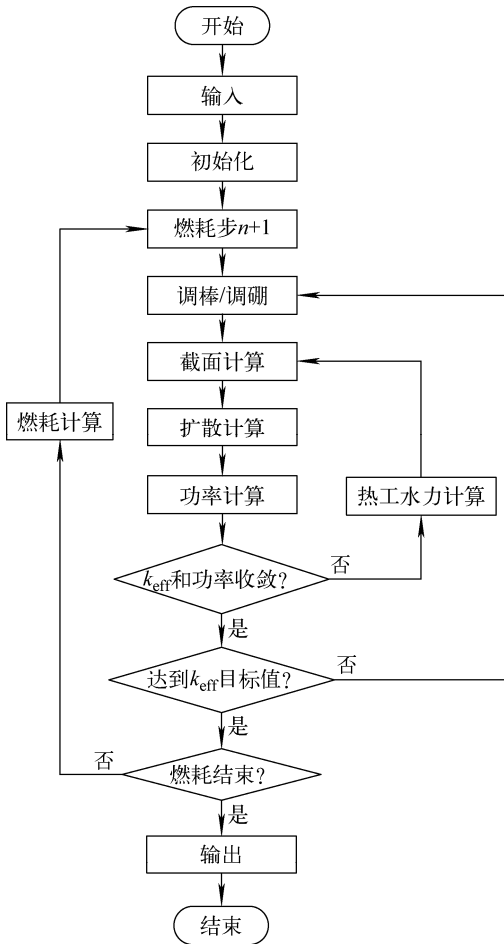 开始
输入
初始化
燃耗步n+1
调棒/调硼
截面计算
燃耗计算
扩散计算
功率计算
热工水力计算
keff和功率收敛?
否
是
达到keff目标值?
否
是
燃耗结束?
否
是
输出
结束